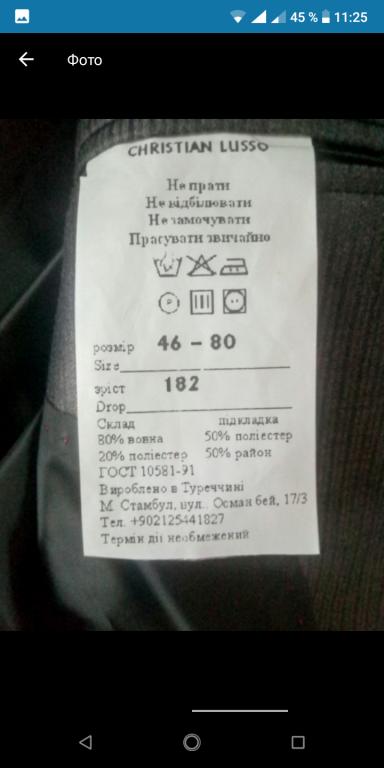 45 % 11:25
Фото
CHRISTIAN LUSSO
Не прати
Не відбілювати
Не замочувати
Прасувати звичайно
P
розмір 46 - 80
Size
зріст 182
Drop
Склад підкладка
80% вовна 50% поліестер
20% поліестер 50% район
ГОСТ 10581-91
Вироблено в Туреччині
М. Стамбул, вул.. Осман бей, 17/3
Тел. +902125441827
Термін дії необмежений